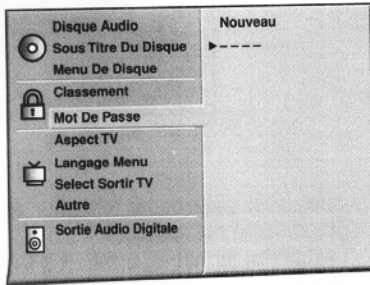 Disque Audio
Sous Titre Du Disque
Menu De Disque
Classement
Mot De Passe
Aspect TV
Langage Menu
Select Sortir TV
Autre
Sortie Audio Digitale
Nouveau
▶ – – – –